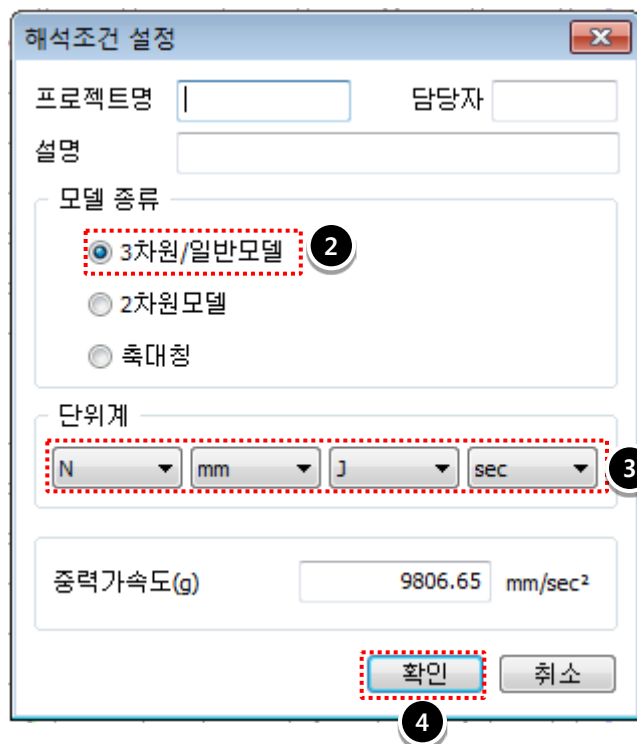 해석조건 설정
프로젝트명 담당자
설명
모델 종류
3차원/일반모델 2
2차원모델
축대칭
단위계
N mm J sec 3
중력가속도(g) 9806.65 mm/sec²
확인 취소
4